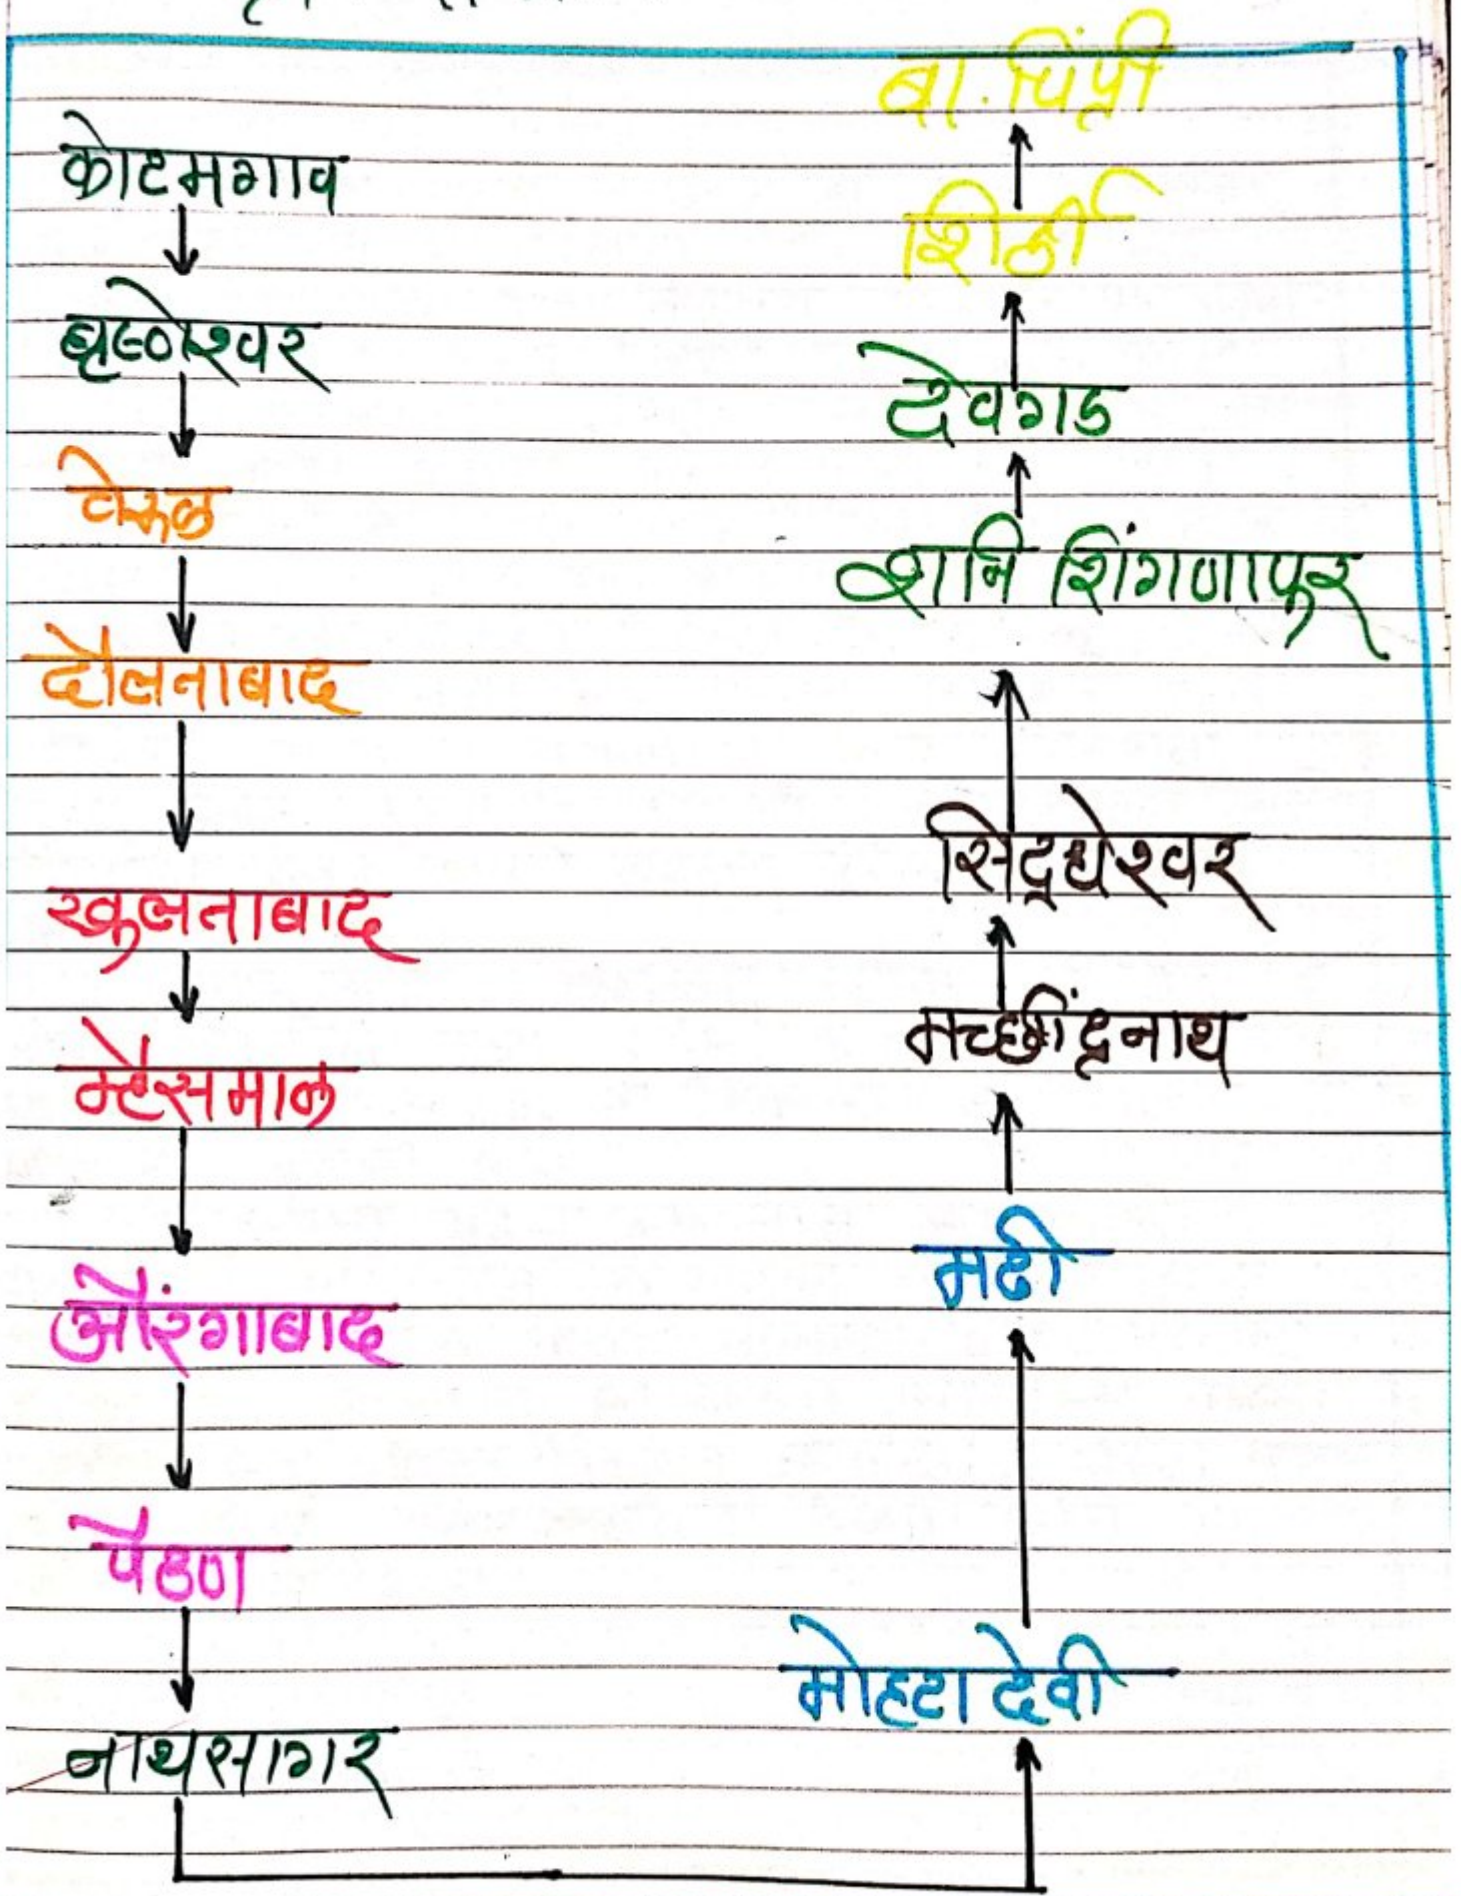 कोटमगाव
घृष्णेश्वर
वेरूळ
दौलताबाद
खुलताबाद
म्हैसमाळ
औरंगाबाद
पैठण
नाथसागर
मोहटा देवी
मढी
मच्छींद्रनाथ
सिद्धेश्वर
शनि शिंगणापूर
देवगड
शिर्डी
बा. पिंप्री